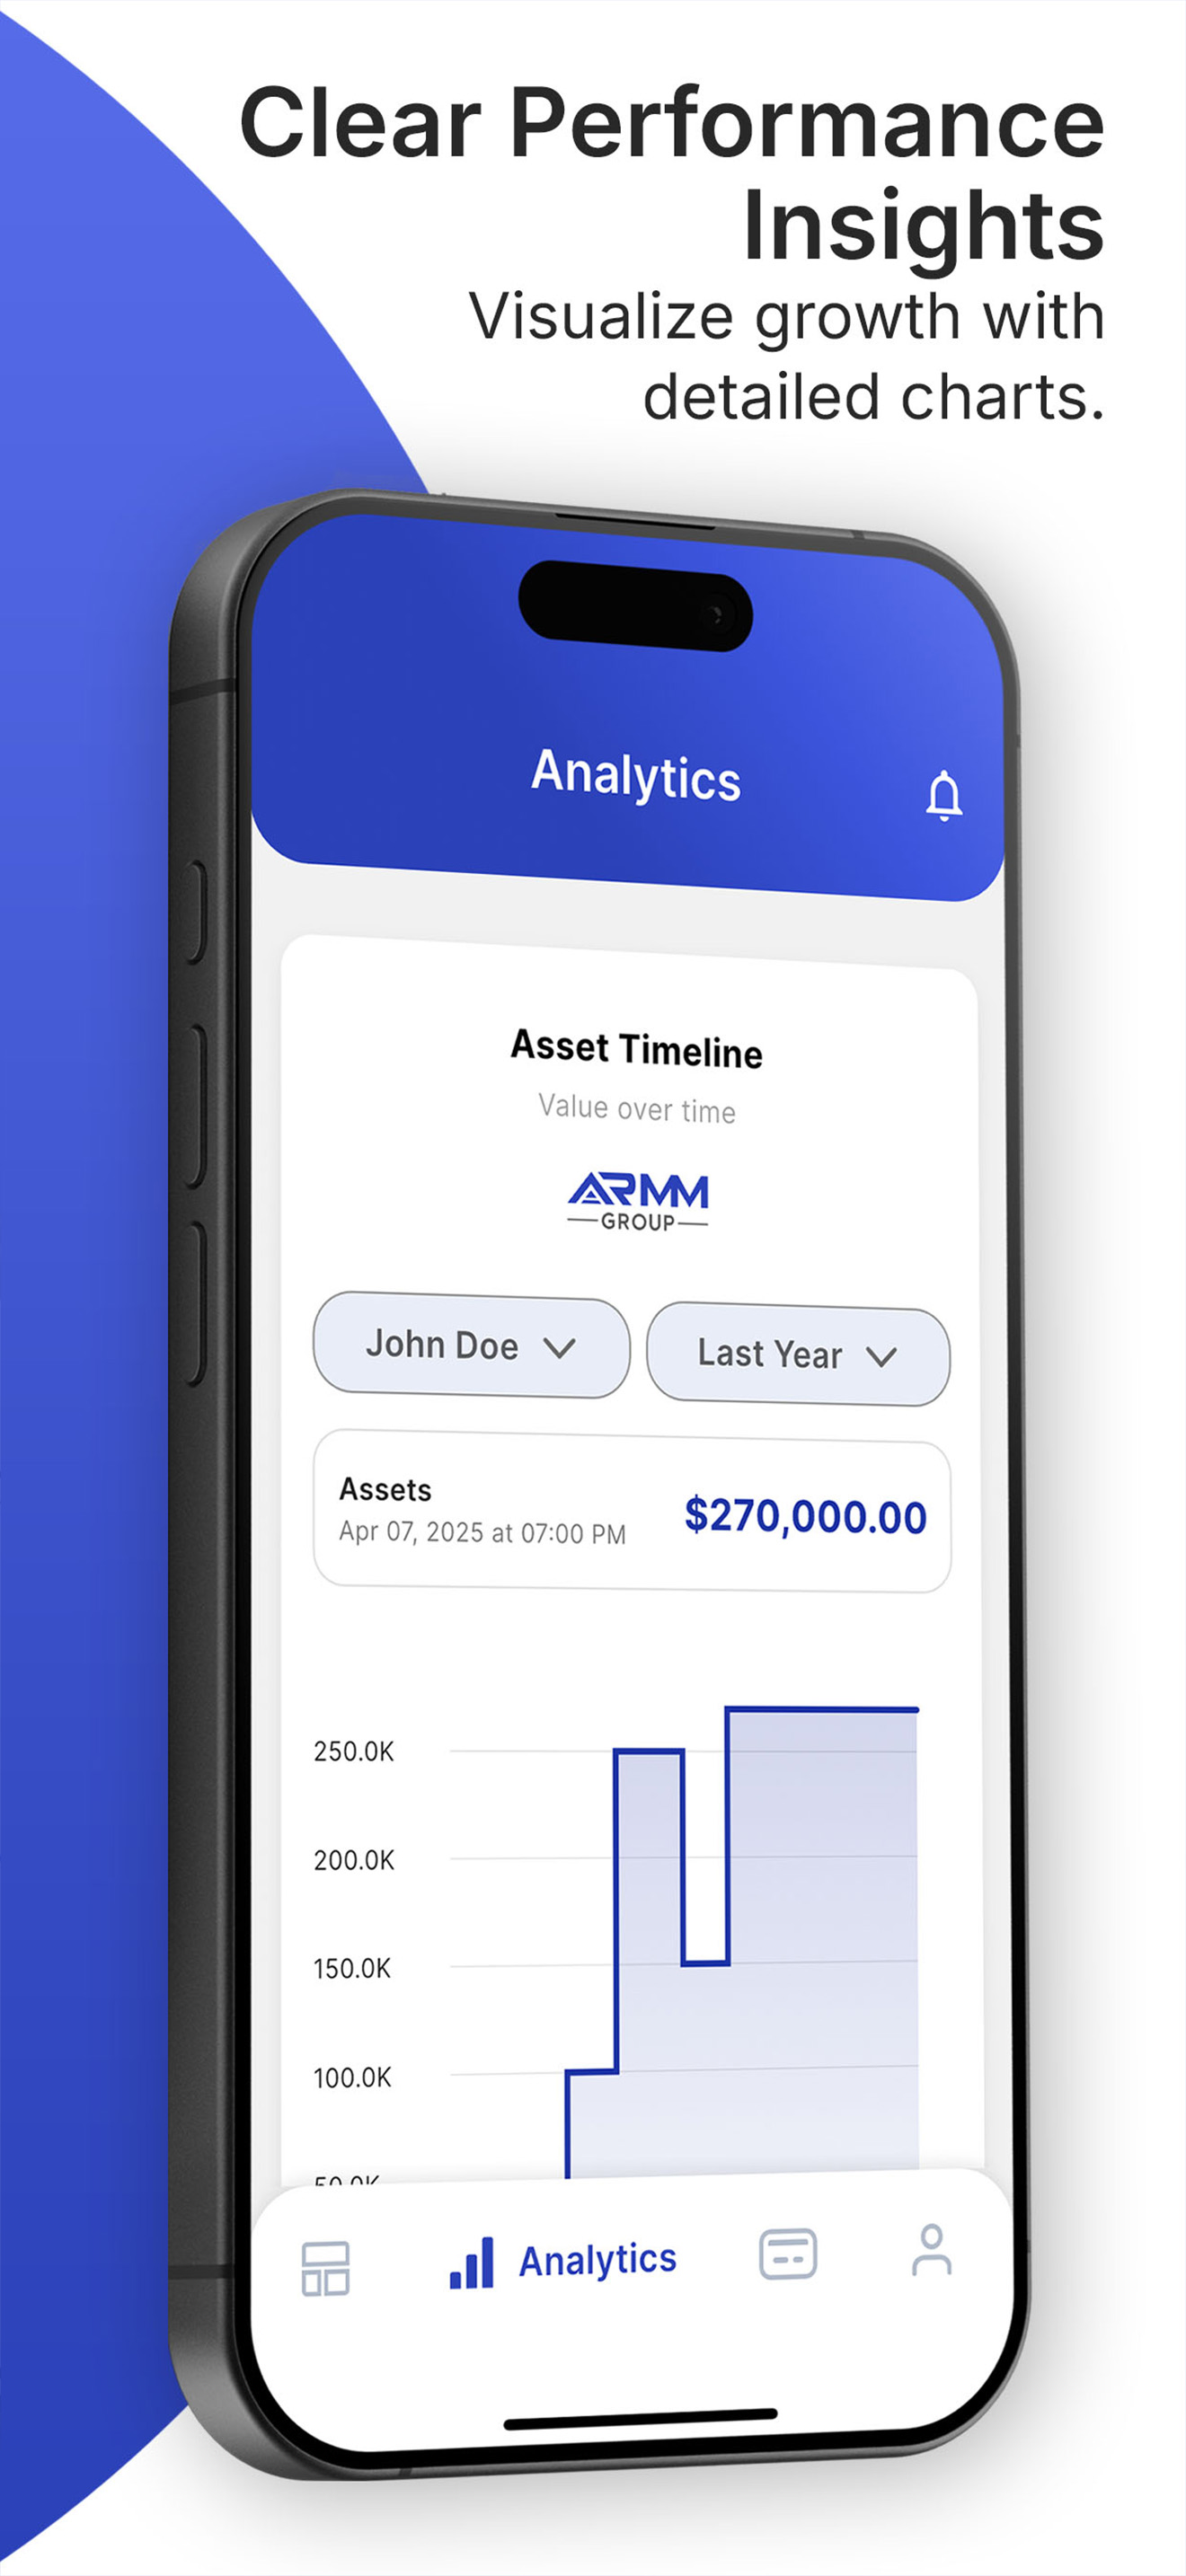 Clear Performance
Insights
Visualize growth with
detailed charts.
Analytics
Asset Timeline
Value over time
ARMM
GROUP
John Doe
Last Year
Assets
Apr 07, 2025 at 07:00 PM
$270,000.00
250.0K
200.0K
150.0K
100.0K
50.0K
Analytics